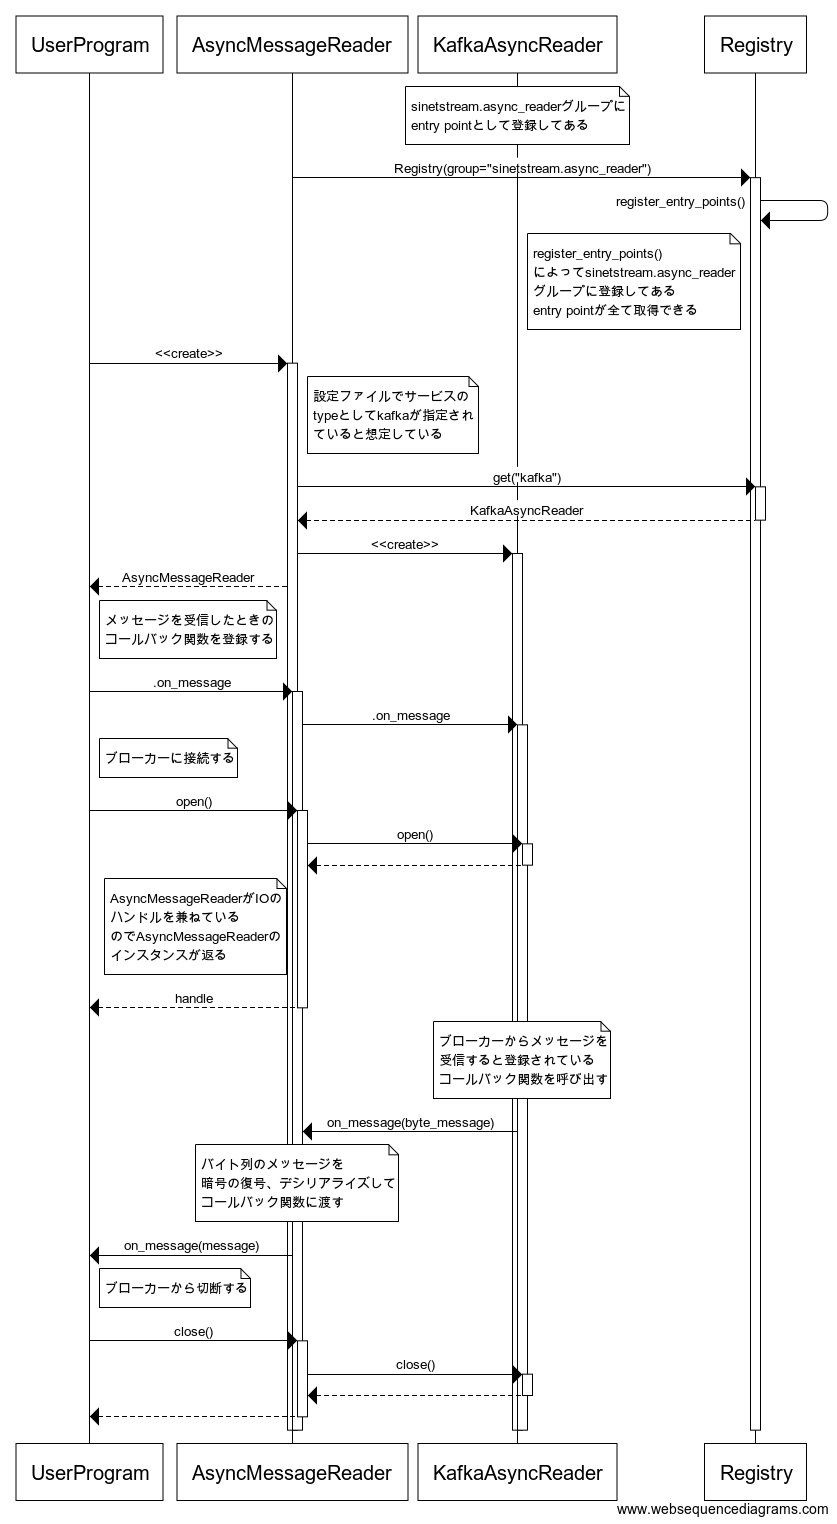 UserProgram
AsyncMessageReader
KafkaAsyncReader
Registry
sinetstream.async_readerグループに
entry pointとして登録してある
Registry(group="sinetstream.async_reader")
register_entry_points()
register_entry_points()
によってsinetstream.async_reader
グループに登録してある
entry pointが全て取得できる
<<create>>
設定ファイルでサービスの
typeとしてkafkaが指定され
ていると想定している
get("kafka")
KafkaAsyncReader
<<create>>
AsyncMessageReader
メッセージを受信したときの
コールバック関数を登録する
.on_message
.on_message
ブローカーに接続する
open()
open()
AsyncMessageReaderがIOの
ハンドルを兼ねている
のでAsyncMessageReaderの
インスタンスが返る
handle
ブローカーからメッセージを
受信すると登録されている
コールバック関数を呼び出す
on_message(byte_message)
バイト列のメッセージを
暗号の復号、デシリアライズして
コールバック関数に渡す
on_message(message)
ブローカーから切断する
close()
close()
UserProgram
AsyncMessageReader
KafkaAsyncReader
Registry
www.websequencediagrams.com